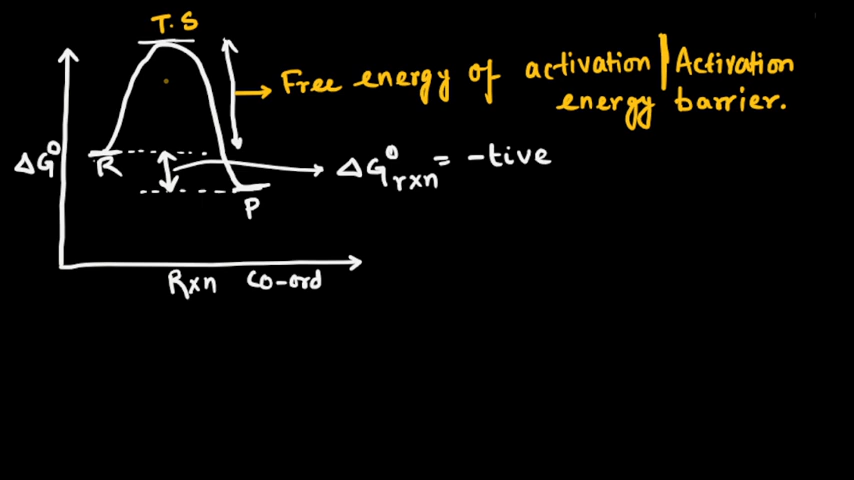 T.S
Free energy of activation | Activation
energy barrier.
ΔG⁰
R
ΔG⁰rxn = -tive
P
Rxn Co-ord